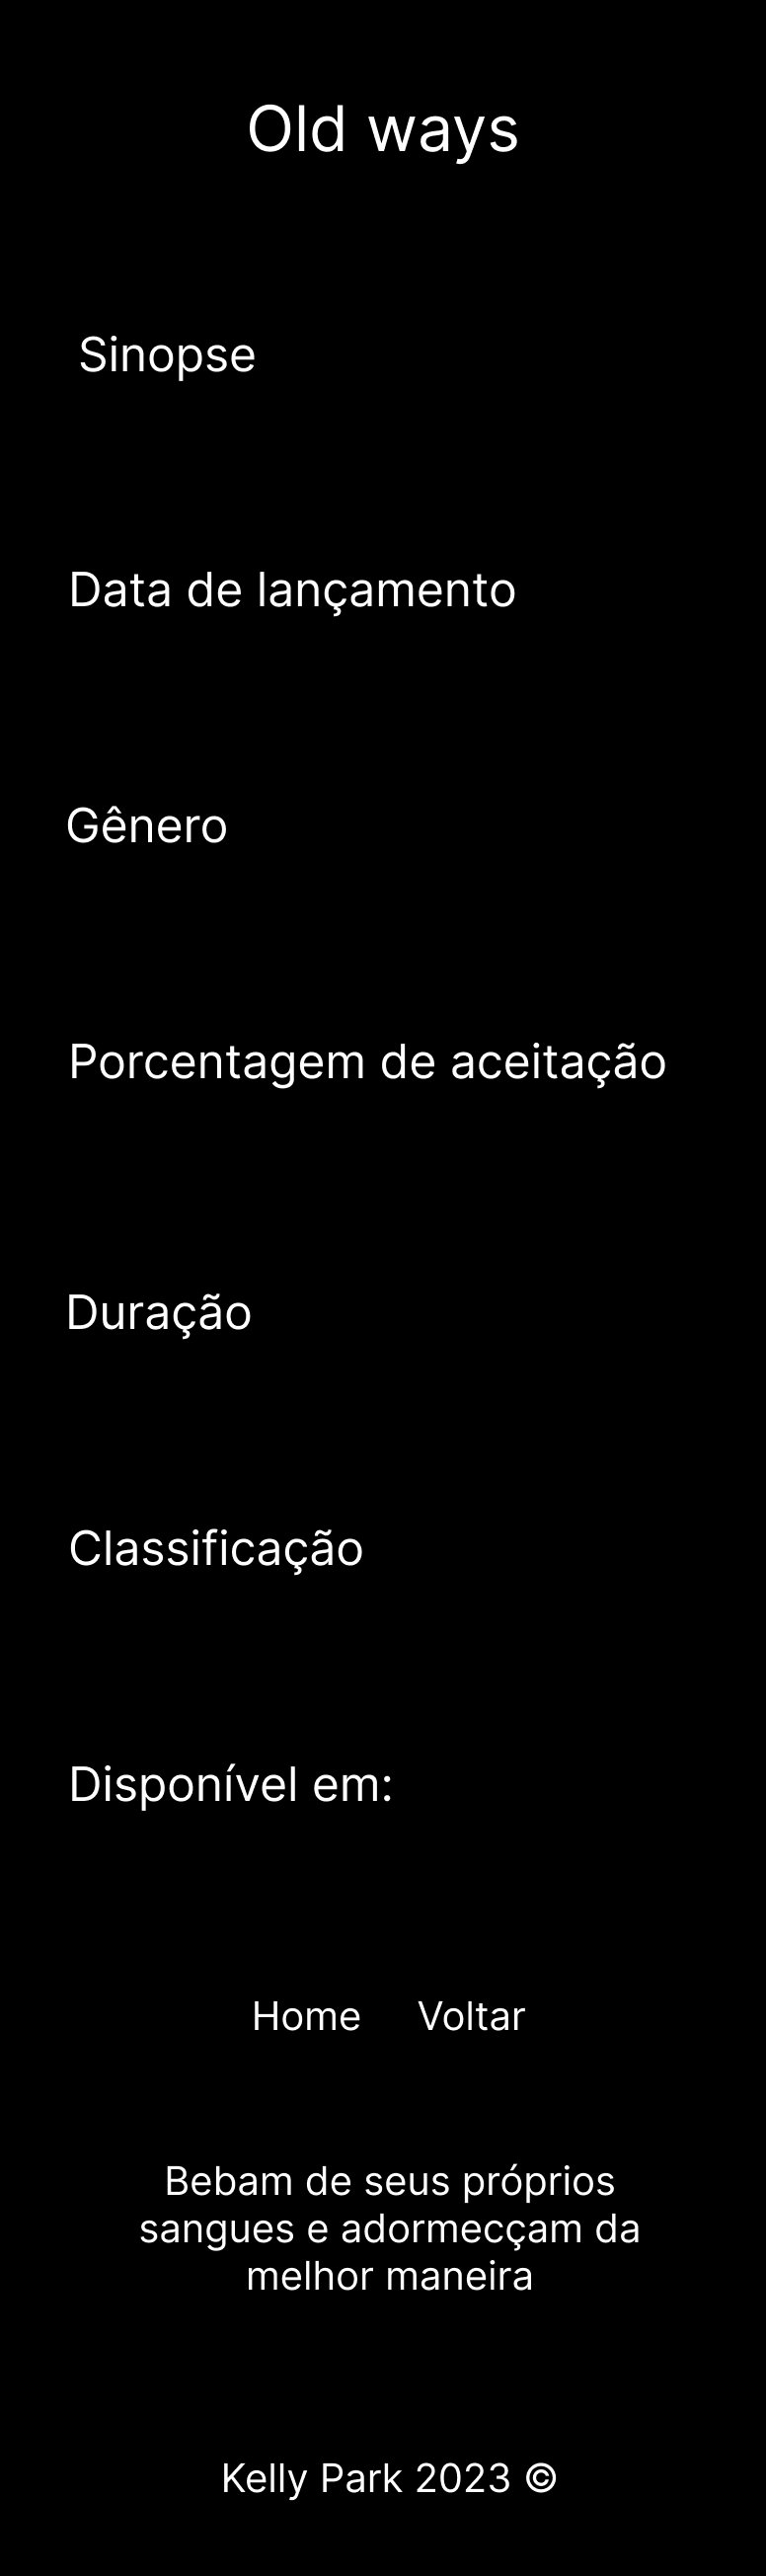 Old ways
Sinopse
Data de lançamento
Gênero
Porcentagem de aceitação
Duração
Classificação
Disponível em:
Home Voltar
Bebam de seus próprios
sangues e adormecçam da
melhor maneira
Kelly Park 2023 ©